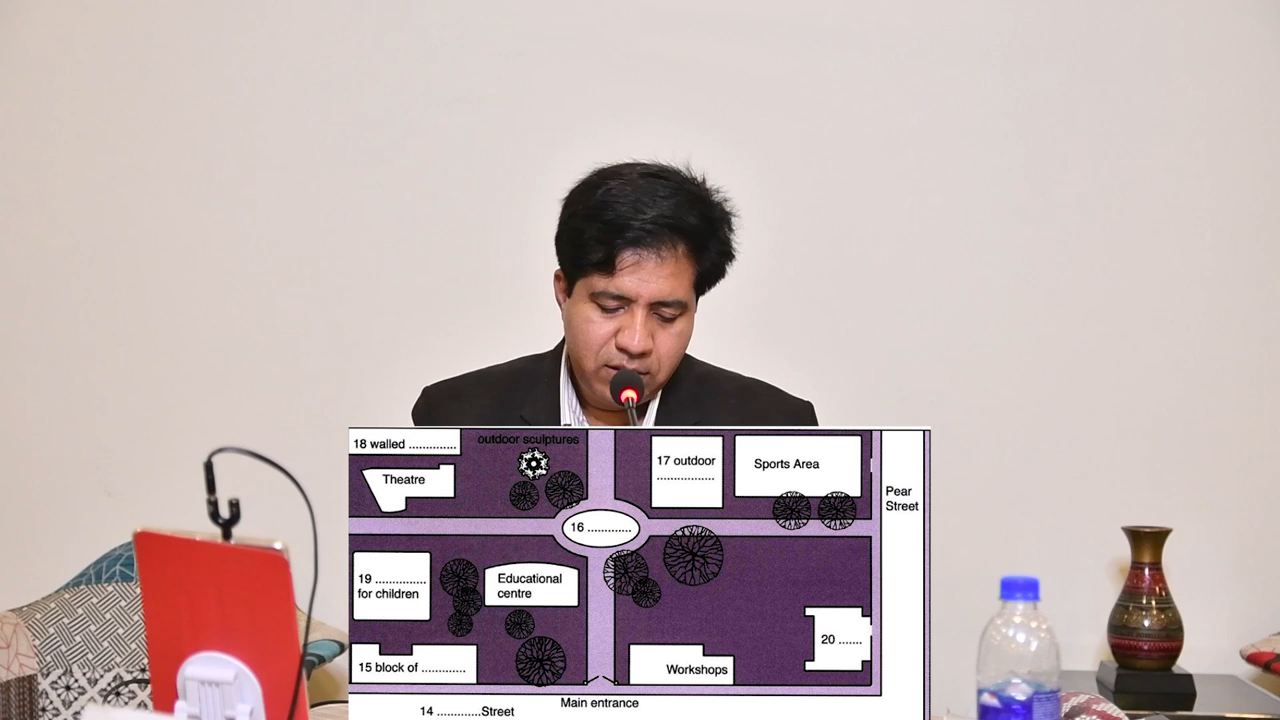 18 walled ..............
outdoor sculptures
Theatre
17 outdoor
..................
Sports Area
Pear
Street
16 .............
19 ................
for children
Educational
centre
20 .......
15 block of .............
Workshops
Main entrance
14 .............Street